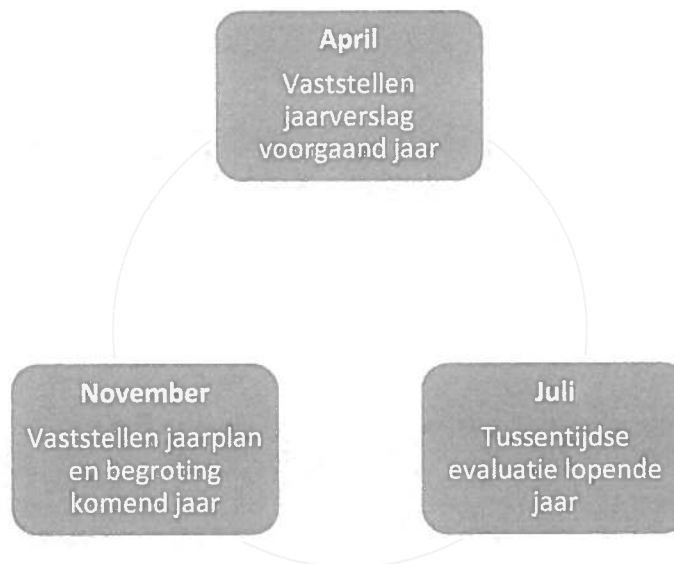 April
Vaststellen
jaarverslag
voorgaand jaar
November
Vaststellen jaarplan
en begroting
komend jaar
Juli
Tussentijdse
evaluatie lopende
jaar